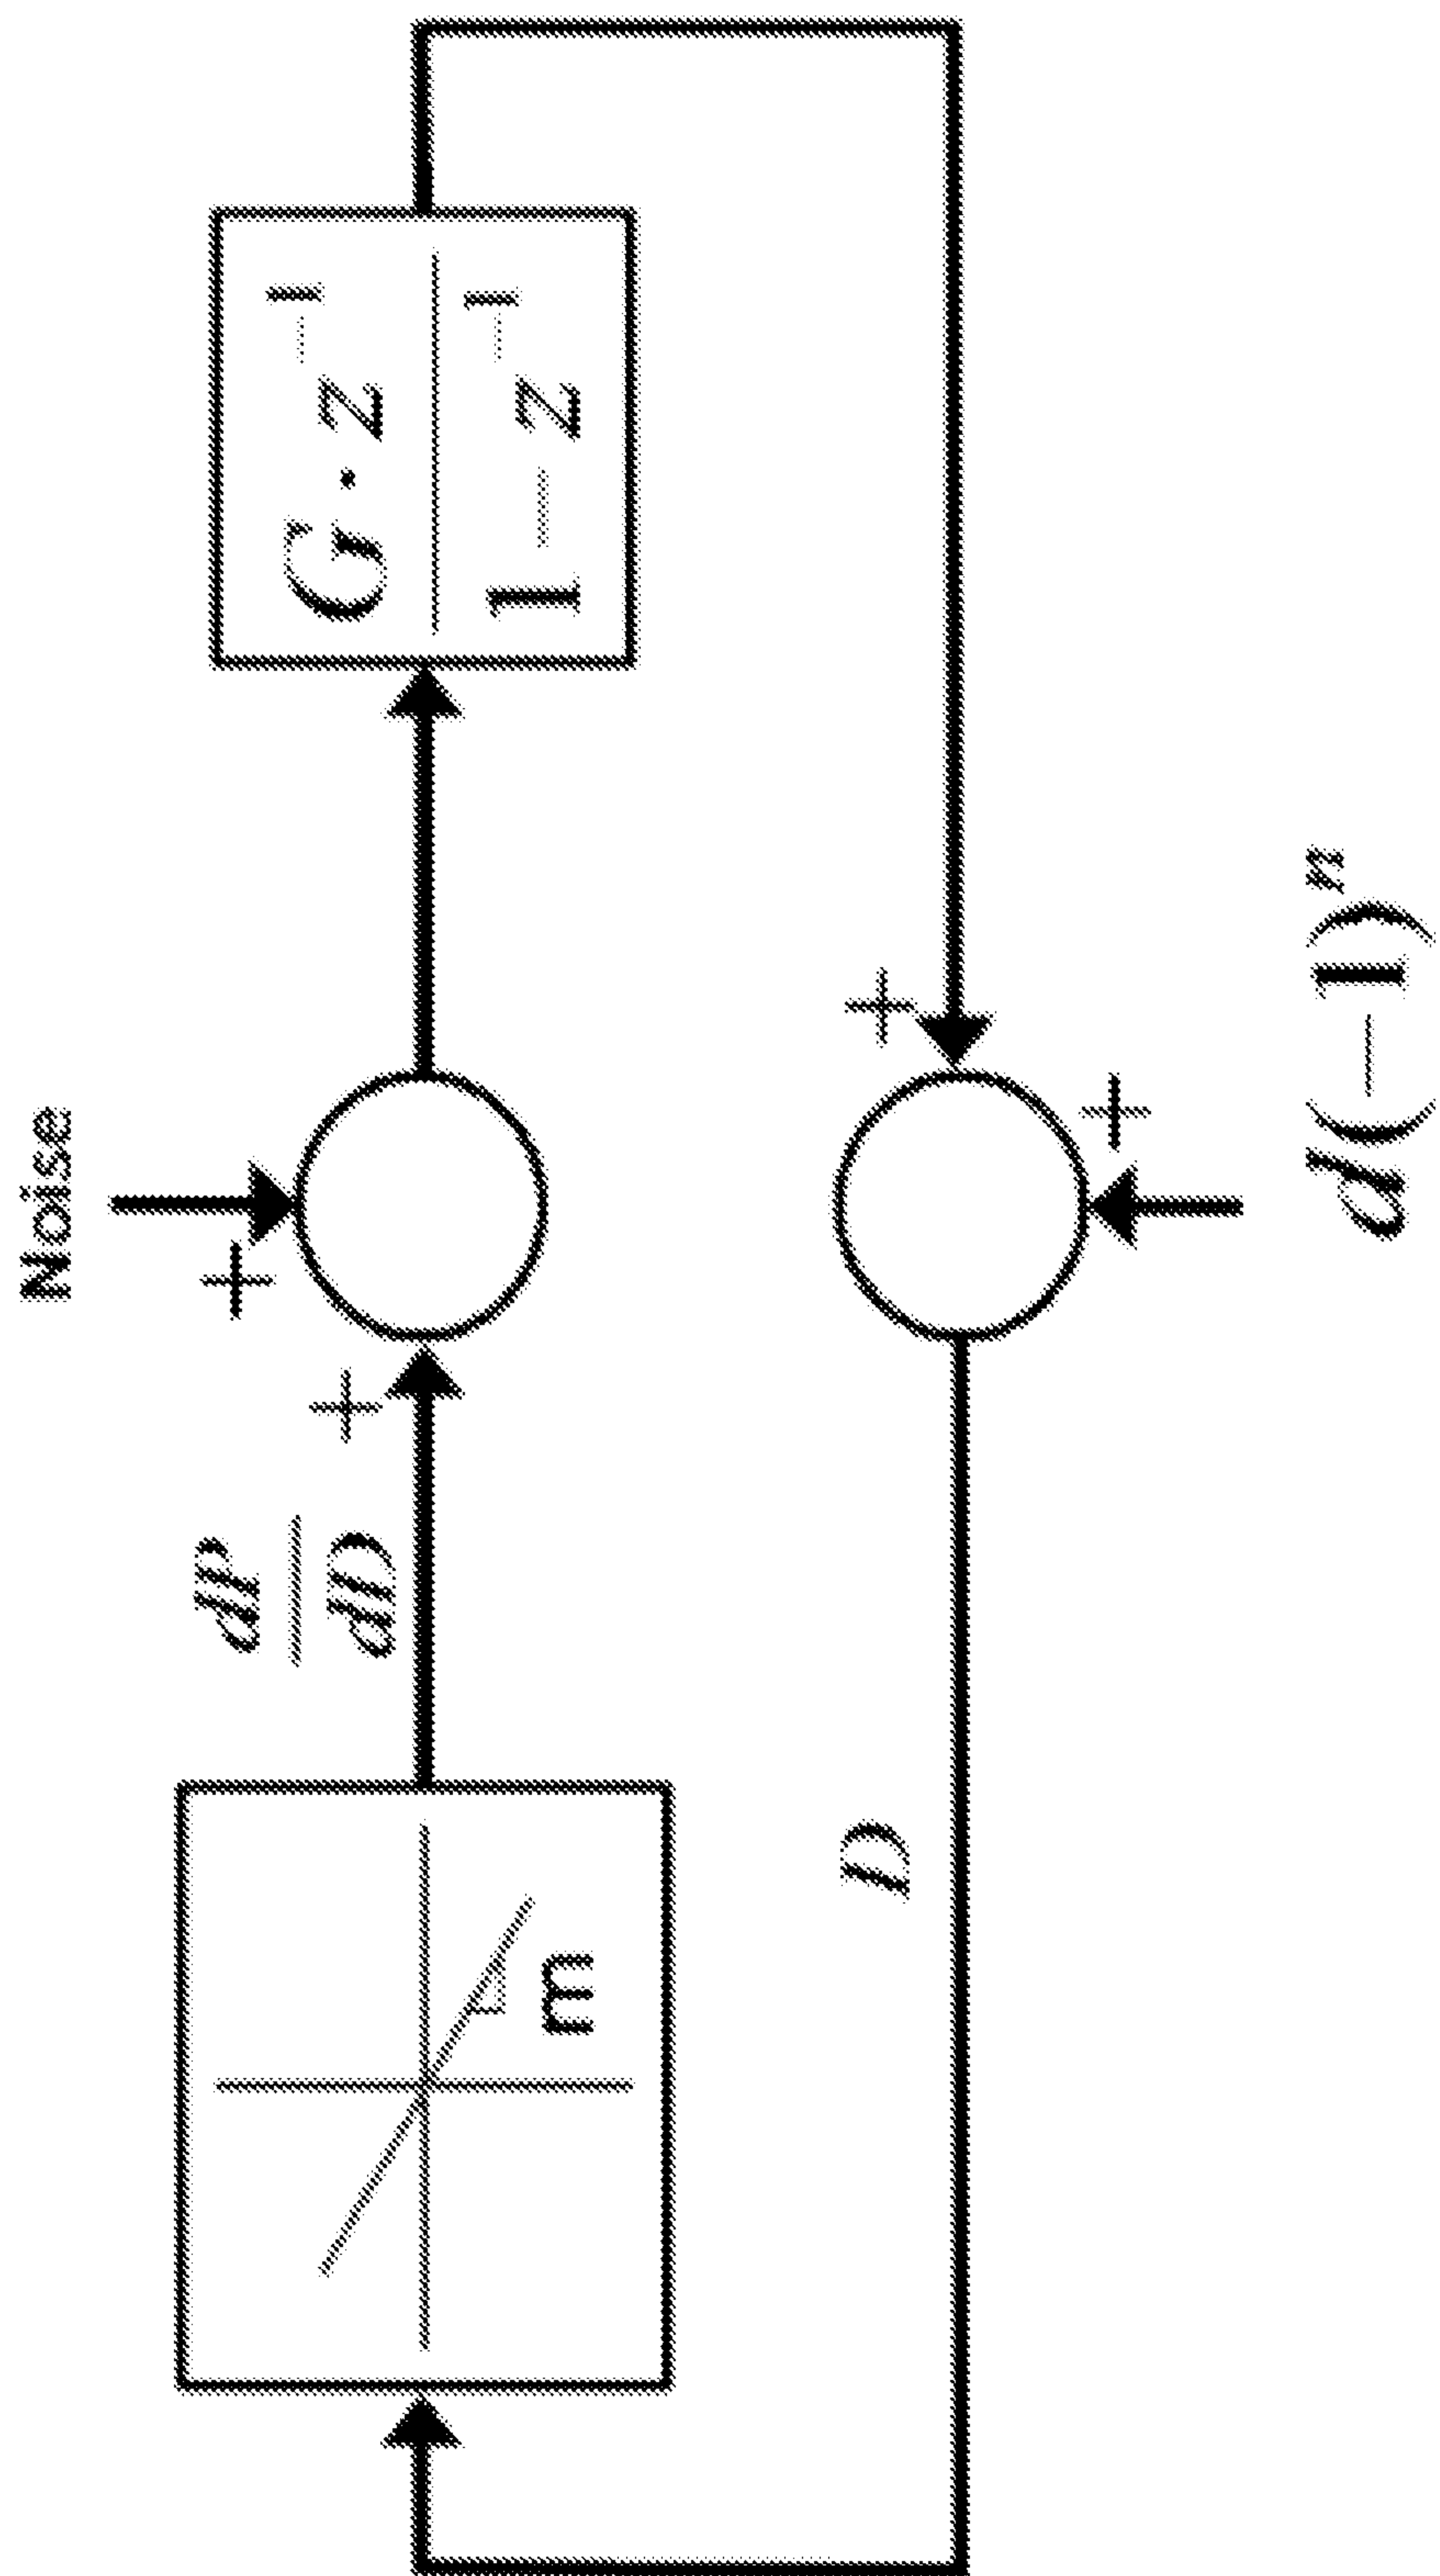 Noise
+
+
dP
dD
G · z⁻¹
1 − z⁻¹
m
D
+
+
d(−1)ⁿ